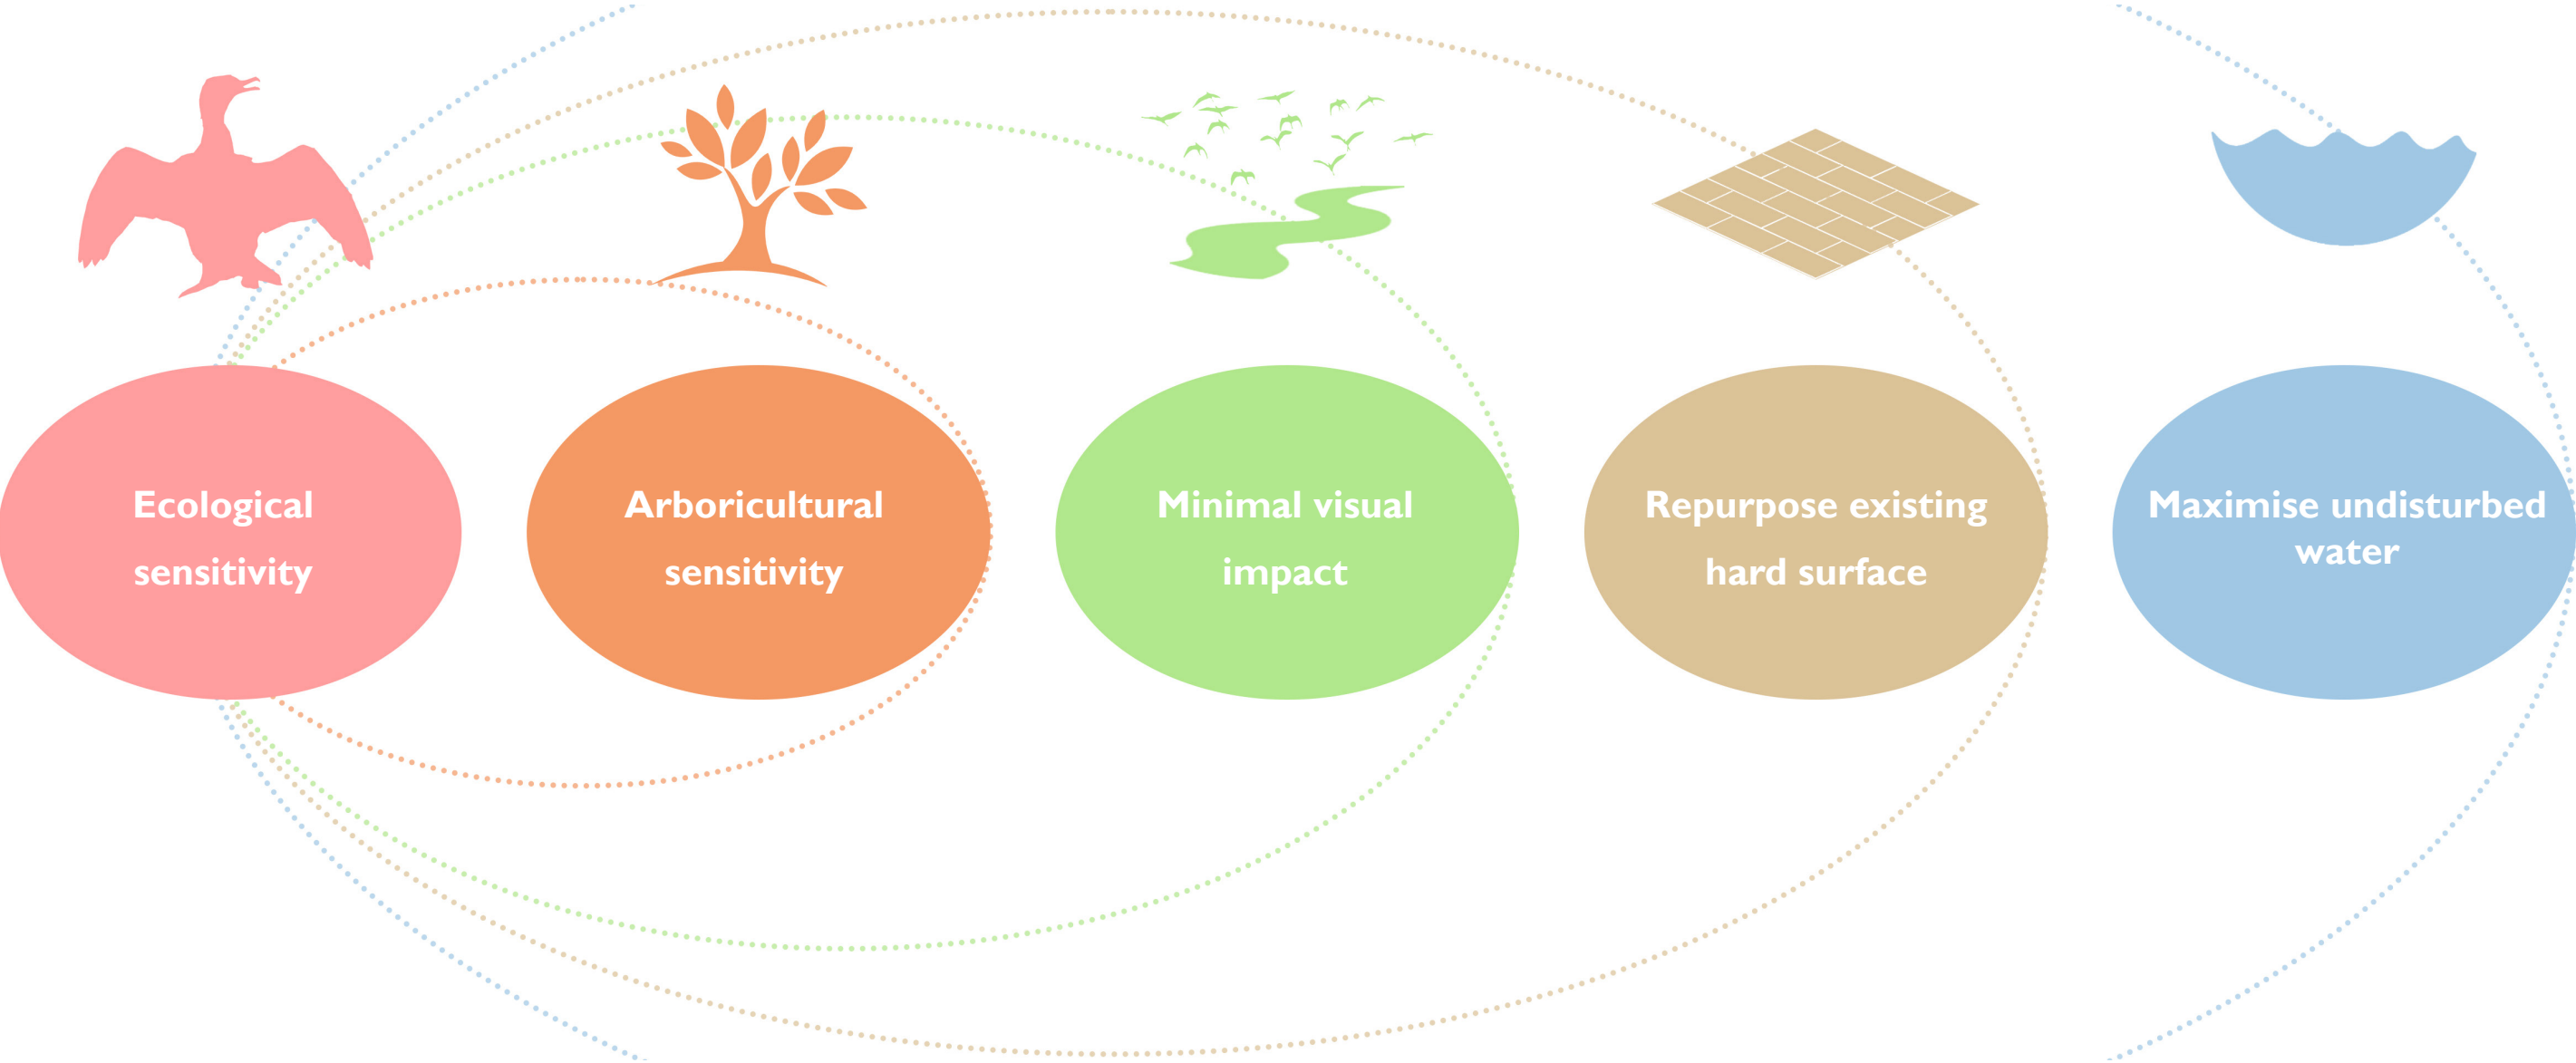 Ecological
sensitivity
Arboricultural
sensitivity
Minimal visual
impact
Repurpose existing
hard surface
Maximise undisturbed
water